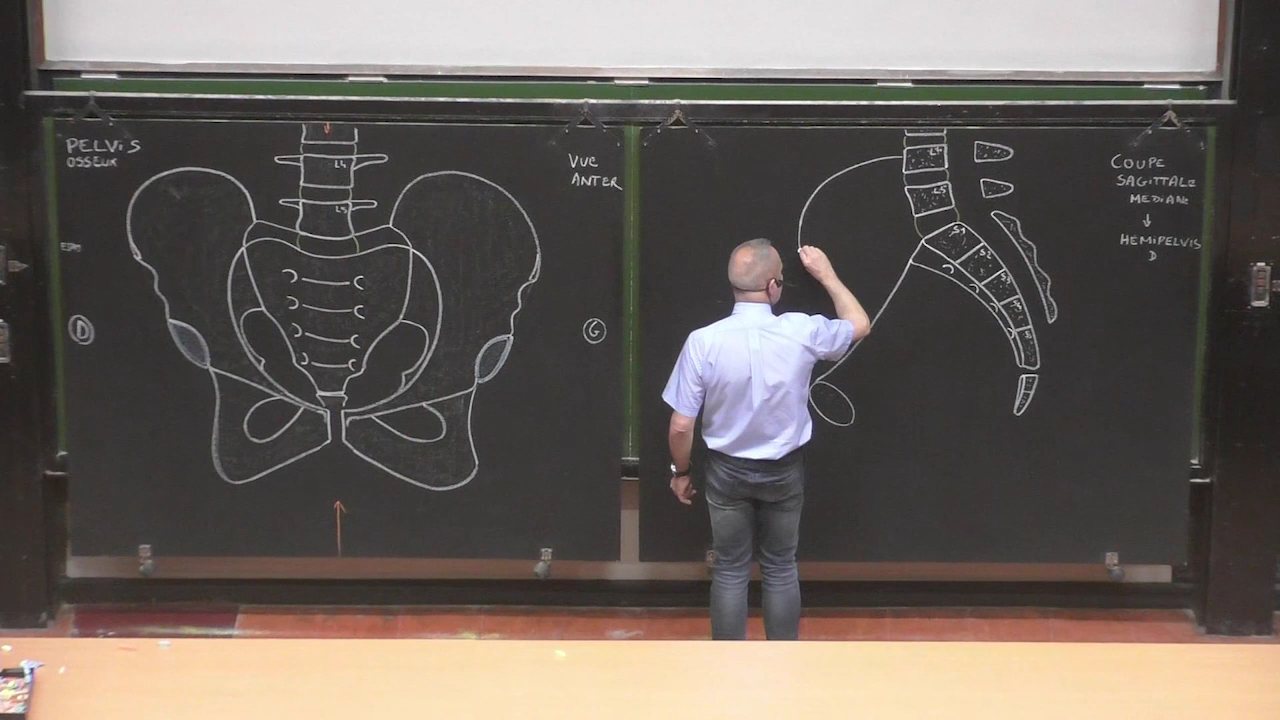 PELVIS
OSSEUX
L4
L5
VUE
ANTER
D
G
L4
L5
S1
S2
COUPE
SAGITTALE
MEDIANE
HEMIPELVIS
D